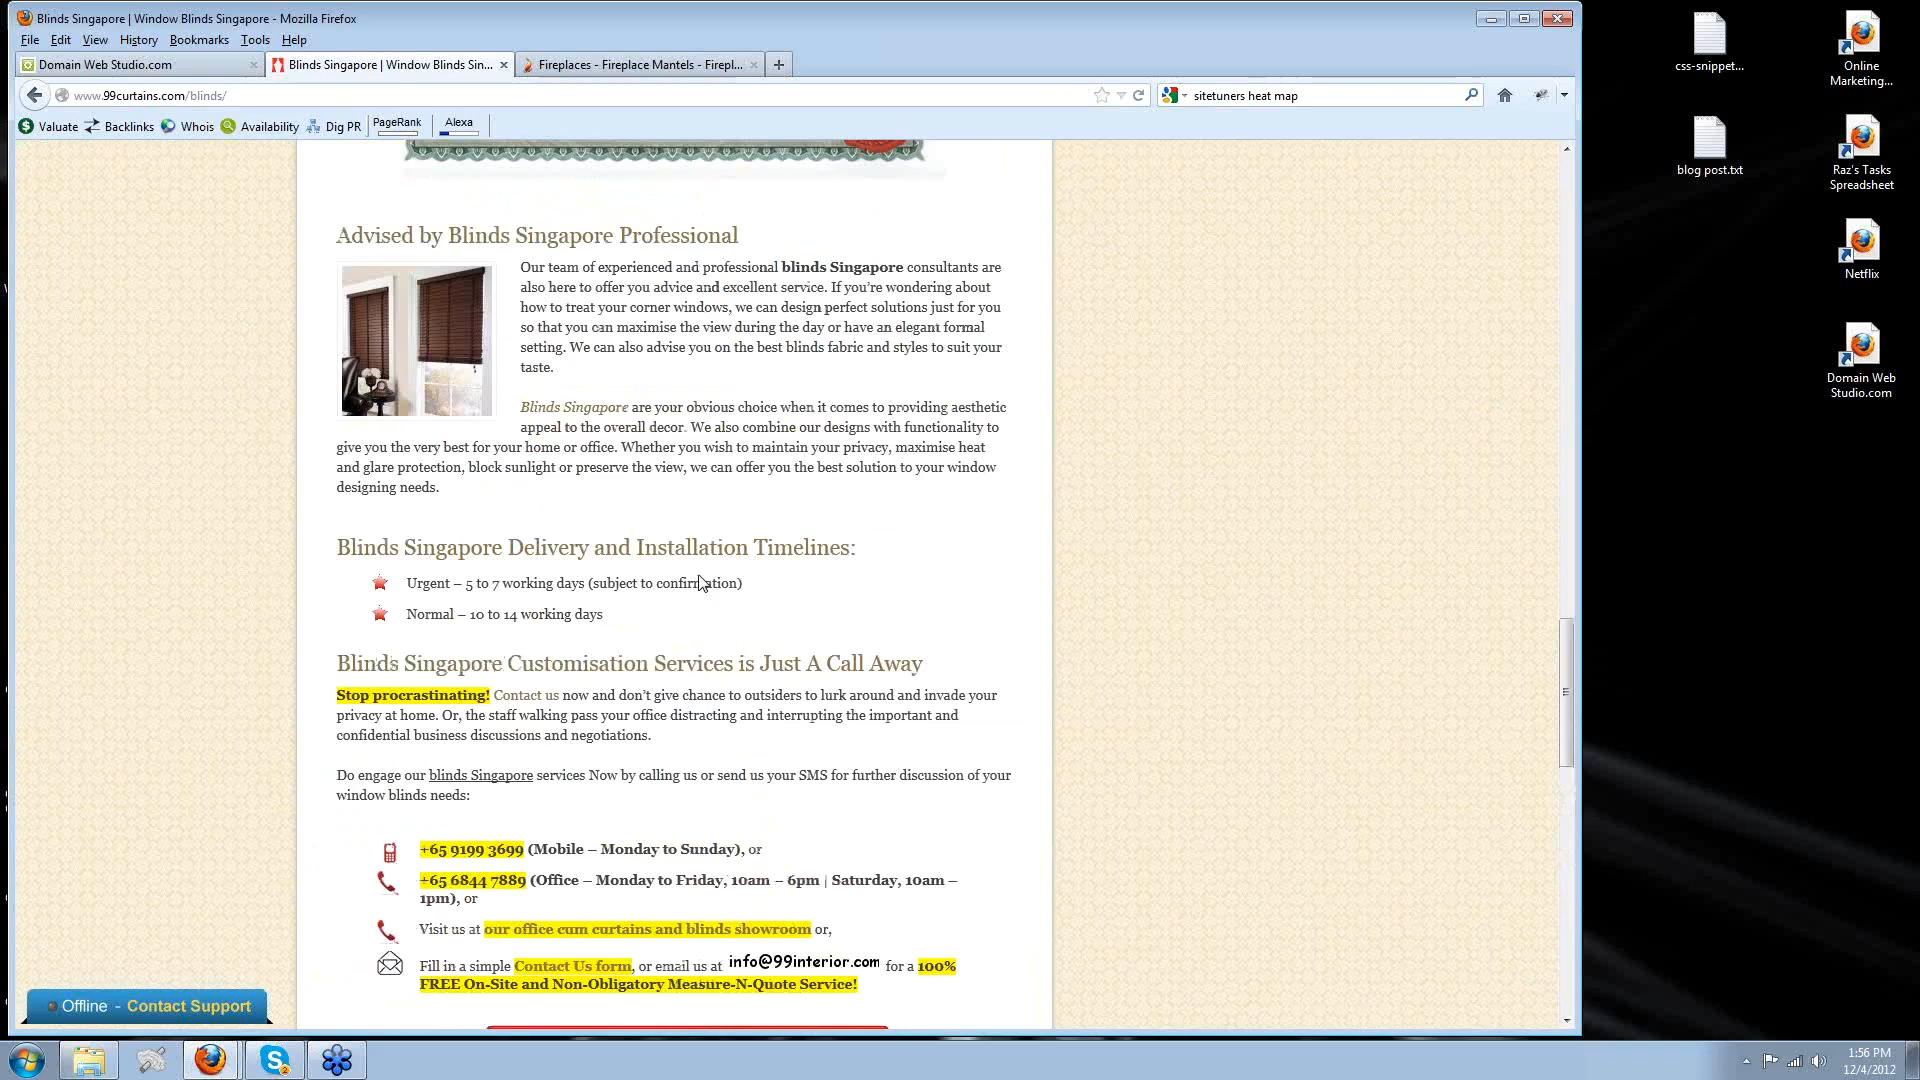 Blinds Singapore | Window Blinds Singapore - Mozilla Firefox
File Edit View History Bookmarks Tools Help
Domain Web Studio.com
Blinds Singapore | Window Blinds Sin...
Fireplaces - Fireplace Mantels - Firepl...
www.99curtains.com/blinds/
sitetuners heat map
Valuate Backlinks Whois Availability Dig PR PageRank Alexa
Advised by Blinds Singapore Professional
Our team of experienced and professional blinds Singapore consultants are
also here to offer you advice and excellent service. If you're wondering about
how to treat your corner windows, we can design perfect solutions just for you
so that you can maximise the view during the day or have an elegant formal
setting. We can also advise you on the best blinds fabric and styles to suit your
taste.
Blinds Singapore are your obvious choice when it comes to providing aesthetic
appeal to the overall decor. We also combine our designs with functionality to
give you the very best for your home or office. Whether you wish to maintain your privacy, maximise heat
and glare protection, block sunlight or preserve the view, we can offer you the best solution to your window
designing needs.
Blinds Singapore Delivery and Installation Timelines:
Urgent – 5 to 7 working days (subject to confirmation)
Normal – 10 to 14 working days
Blinds Singapore Customisation Services is Just A Call Away
Stop procrastinating! Contact us now and don't give chance to outsiders to lurk around and invade your
privacy at home. Or, the staff walking pass your office distracting and interrupting the important and
confidential business discussions and negotiations.
Do engage our blinds Singapore services Now by calling us or send us your SMS for further discussion of your
window blinds needs:
+65 9199 3699 (Mobile – Monday to Sunday), or
+65 6844 7889 (Office – Monday to Friday, 10am – 6pm | Saturday, 10am –
1pm), or
Visit us at our office cum curtains and blinds showroom or,
Fill in a simple Contact Us form, or email us at info@99interior.com for a 100%
FREE On-Site and Non-Obligatory Measure-N-Quote Service!
Offline - Contact Support
css-snippet...
Online
Marketing...
blog post.txt
Raz's Tasks
Spreadsheet
Netflix
Domain Web
Studio.com
2
1:56 PM
12/4/2012